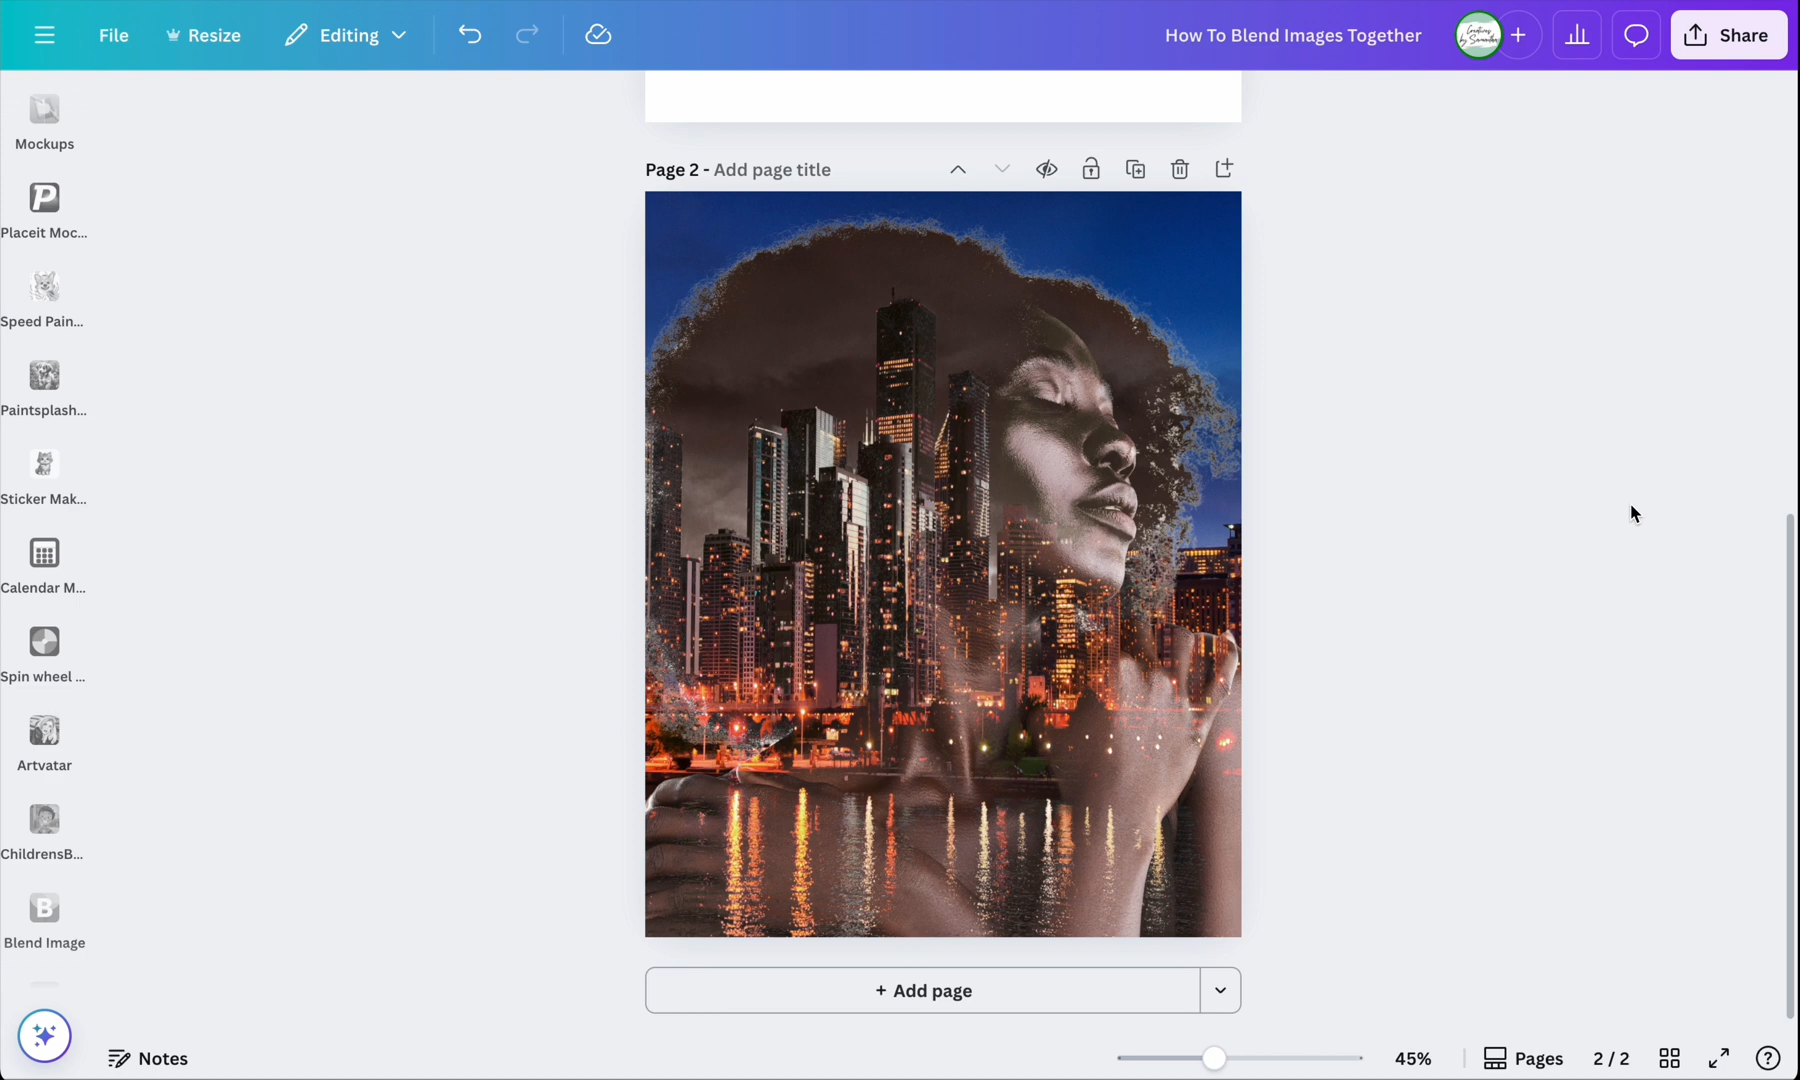 File
Resize
Editing
How To Blend Images Together
Share
Mockups
Placeit Moc...
Speed Pain...
Paintsplash...
Sticker Mak...
Calendar M...
Spin wheel ...
Artvatar
ChildrensB...
B
Blend Image
Page 2 - Add page title
+ Add page
Notes
45%
Pages
2 / 2